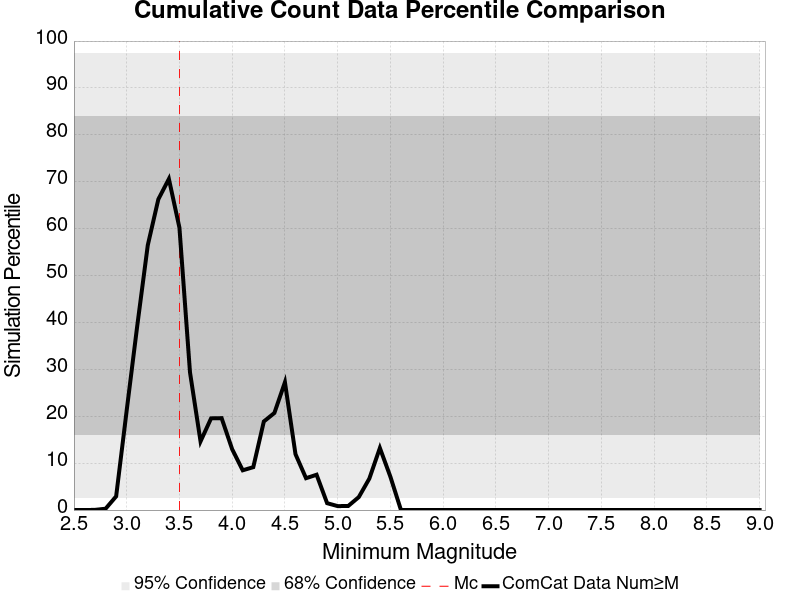 Cumulative Count Data Percentile Comparison
100
90
80
70
60
50
40
30
20
10
0
Simulation Percentile
2.5 3.0 3.5 4.0 4.5 5.0 5.5 6.0 6.5 7.0 7.5 8.0 8.5 9.0
Minimum Magnitude
95% Confidence 68% Confidence Mc ComCat Data Num≥M